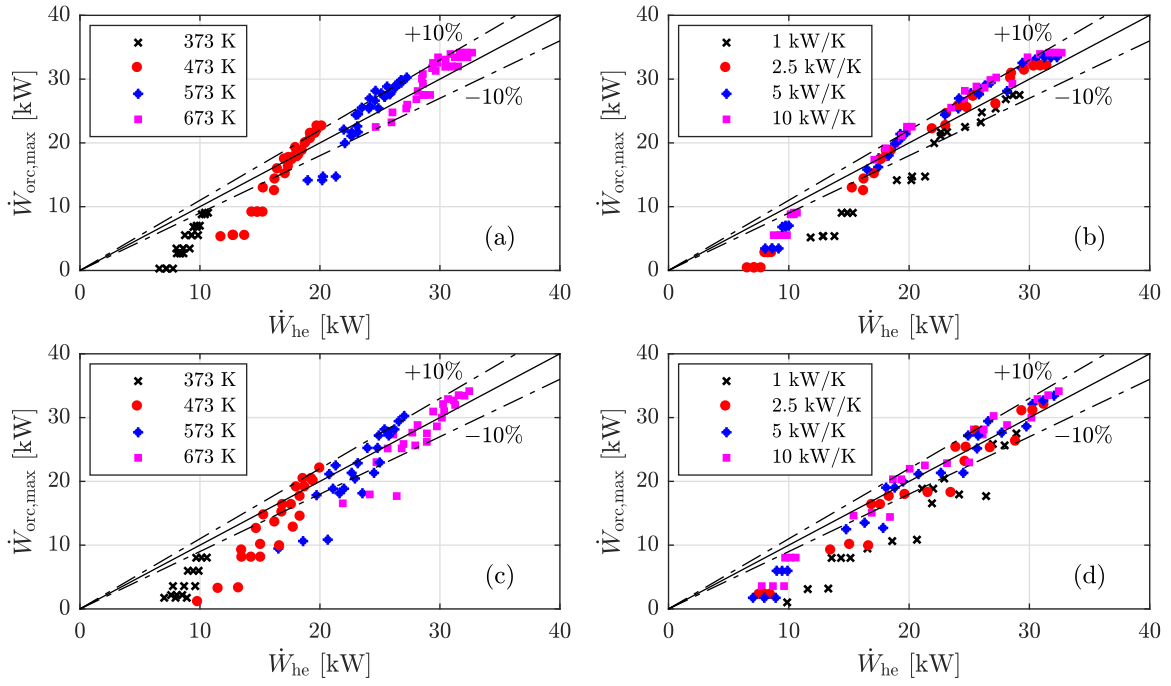 40
30
20
10
0
Ẇorc,max [kW]
373 K
473 K
573 K
673 K
+10%
−10%
(a)
0
10
20
30
40
Ẇhe [kW]
40
30
20
10
0
Ẇorc,max [kW]
1 kW/K
2.5 kW/K
5 kW/K
10 kW/K
+10%
−10%
(b)
0
10
20
30
40
Ẇhe [kW]
40
30
20
10
0
Ẇorc,max [kW]
373 K
473 K
573 K
673 K
+10%
−10%
(c)
0
10
20
30
40
Ẇhe [kW]
40
30
20
10
0
Ẇorc,max [kW]
1 kW/K
2.5 kW/K
5 kW/K
10 kW/K
+10%
−10%
(d)
0
10
20
30
40
Ẇhe [kW]